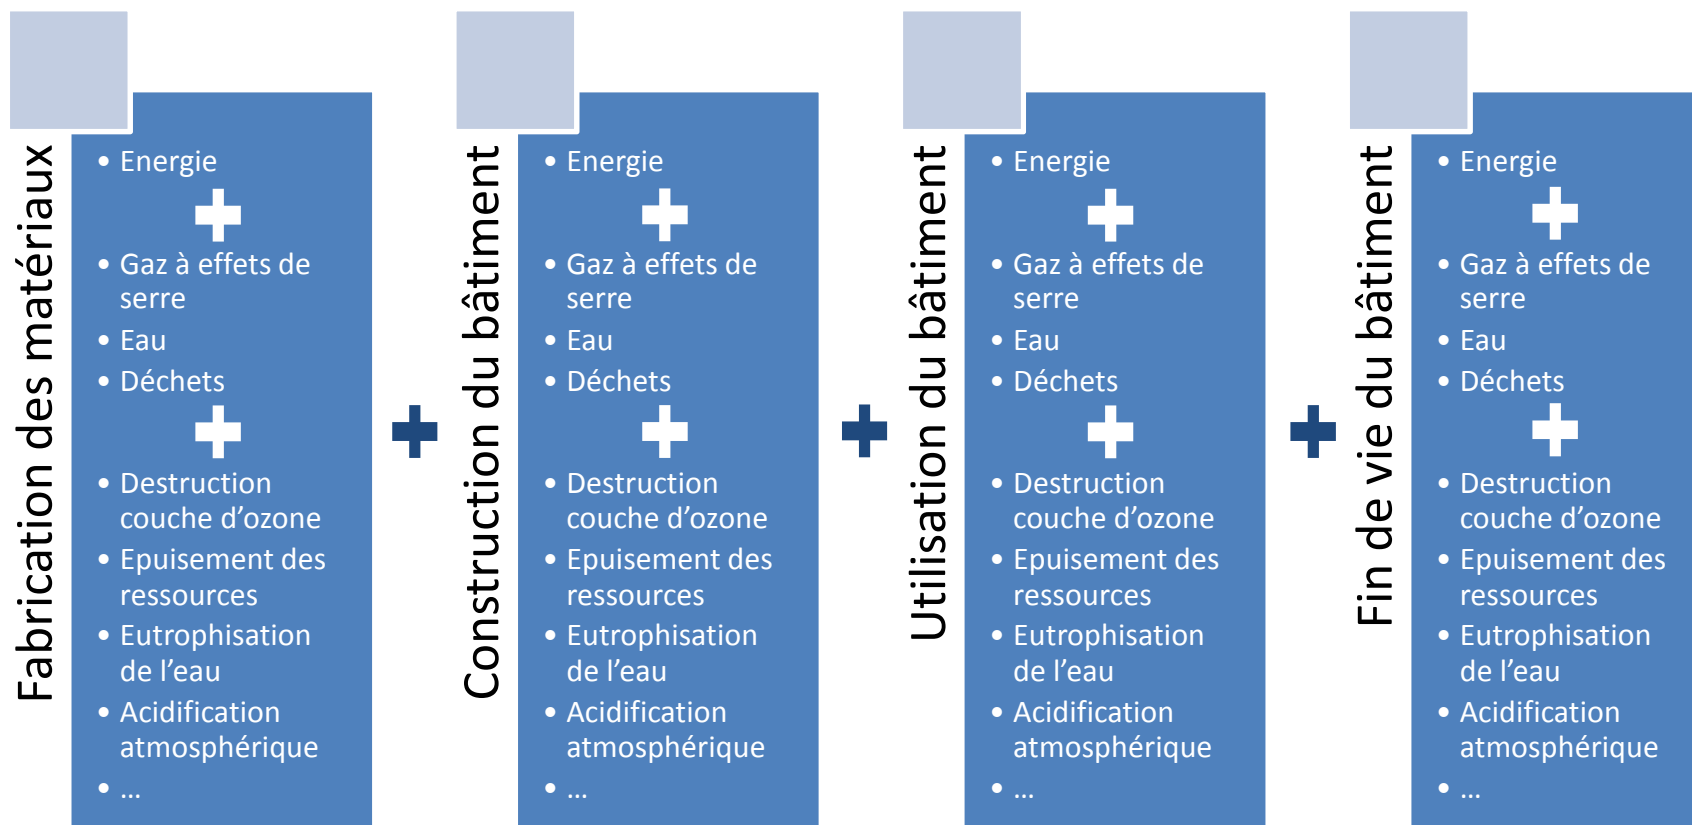 Fabrication des matériaux
• Energie
• Gaz à effets de
serre
• Eau
• Déchets
• Destruction
couche d’ozone
• Epuisement des
ressources
• Eutrophisation
de l’eau
• Acidification
atmosphérique
• ...
Construction du bâtiment
• Energie
• Gaz à effets de
serre
• Eau
• Déchets
• Destruction
couche d’ozone
• Epuisement des
ressources
• Eutrophisation
de l’eau
• Acidification
atmosphérique
• ...
Utilisation du bâtiment
• Energie
• Gaz à effets de
serre
• Eau
• Déchets
• Destruction
couche d’ozone
• Epuisement des
ressources
• Eutrophisation
de l’eau
• Acidification
atmosphérique
• ...
Fin de vie du bâtiment
• Energie
• Gaz à effets de
serre
• Eau
• Déchets
• Destruction
couche d’ozone
• Epuisement des
ressources
• Eutrophisation
de l’eau
• Acidification
atmosphérique
• ...